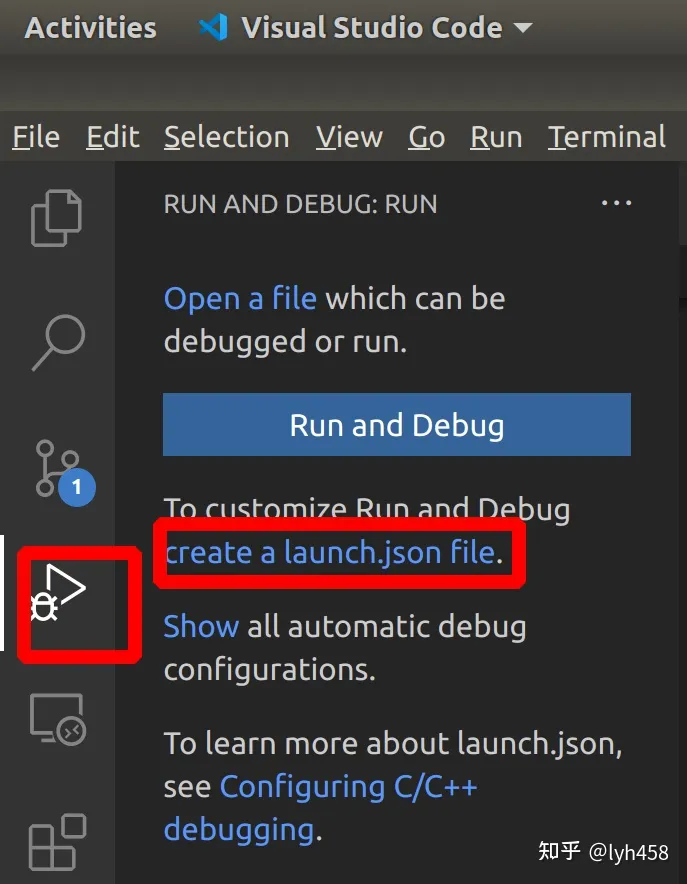 Activities Visual Studio Code
File Edit Selection View Go Run Terminal
RUN AND DEBUG: RUN ...
Open a file which can be
debugged or run.
Run and Debug
1
To customize Run and Debug
create a launch.json file.
Show all automatic debug
configurations.
To learn more about launch.json,
see Configuring C/C++
debugging.
知乎 @lyh458